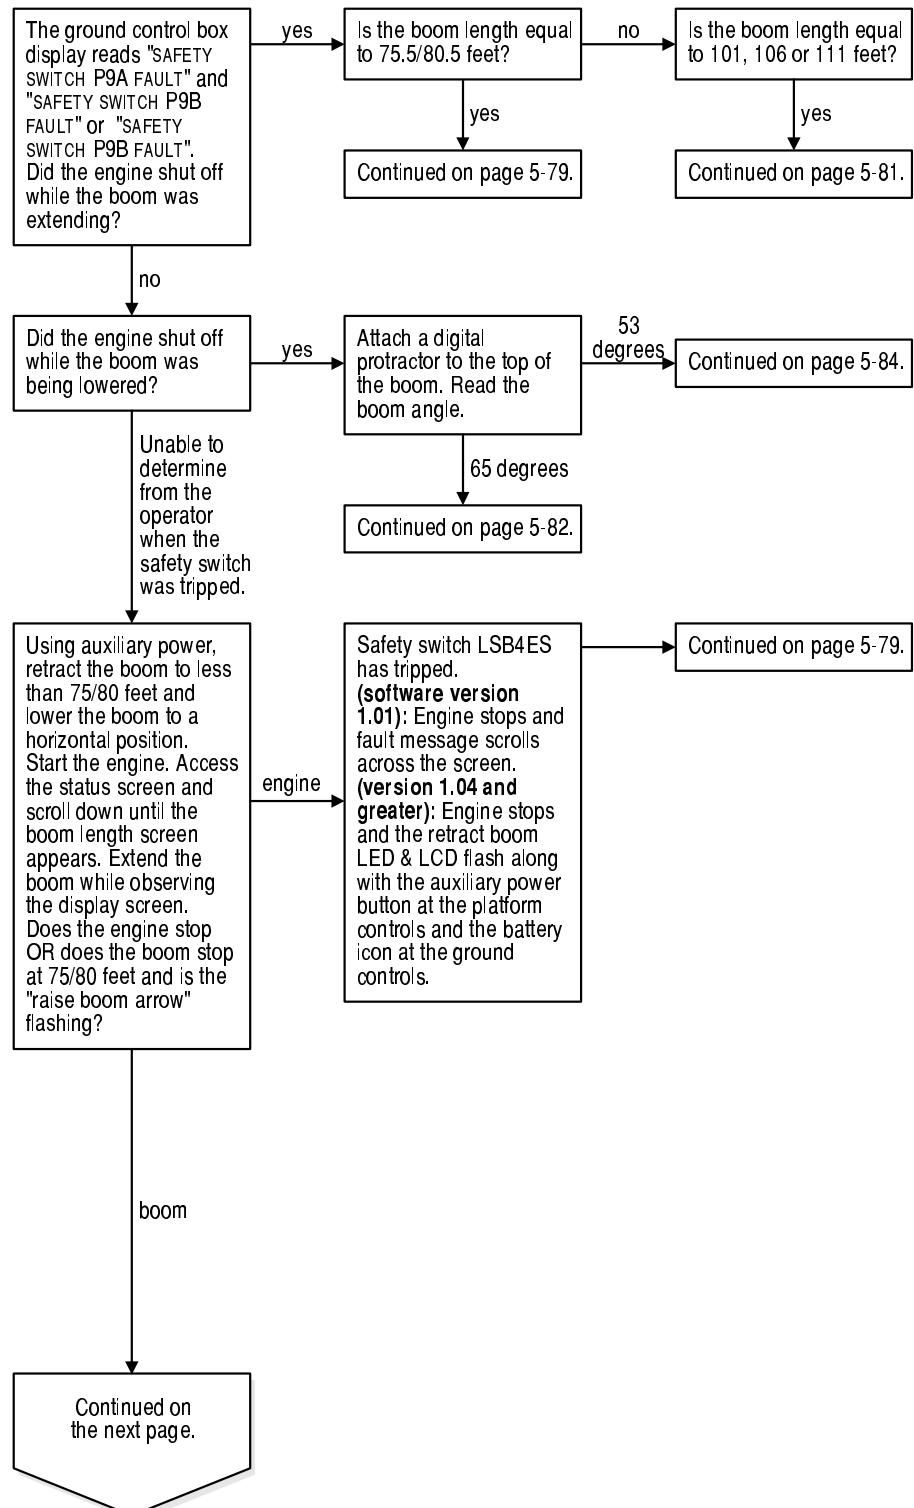 The ground control box
display reads "SAFETY
SWITCH P9A FAULT" and
"SAFETY SWITCH P9B
FAULT" or "SAFETY
SWITCH P9B FAULT".
Did the engine shut off
while the boom was
extending?
yes
Is the boom length equal
to 75.5/80.5 feet?
no
Is the boom length equal
to 101, 106 or 111 feet?
yes
Continued on page 5-79.
yes
Continued on page 5-81.
no
Did the engine shut off
while the boom was
being lowered?
yes
Attach a digital
protractor to the top of
the boom. Read the
boom angle.
53
degrees
Continued on page 5-84.
65 degrees
Continued on page 5-82.
Unable to
determine
from the
operator
when the
safety switch
was tripped.
Using auxiliary power,
retract the boom to less
than 75/80 feet and
lower the boom to a
horizontal position.
Start the engine. Access
the status screen and
scroll down until the
boom length screen
appears. Extend the
boom while observing
the display screen.
Does the engine stop
OR does the boom stop
at 75/80 feet and is the
"raise boom arrow"
flashing?
engine
Safety switch LSB4ES
has tripped.
(software version
1.01): Engine stops and
fault message scrolls
across the screen.
(version 1.04 and
greater): Engine stops
and the retract boom
LED & LCD flash along
with the auxiliary power
button at the platform
controls and the battery
icon at the ground
controls.
Continued on page 5-79.
boom
Continued on
the next page.